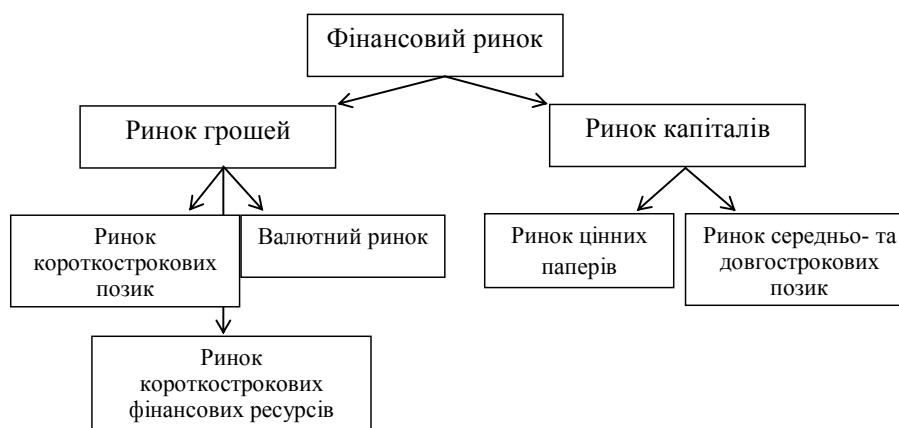 Фінансовий ринок
Ринок грошей
Ринок капіталів
Ринок
короткострокових
позик
Валютний ринок
Ринок цінних
паперів
Ринок середньо- та
довгострокових
позик
Ринок
короткострокових
фінансових ресурсів